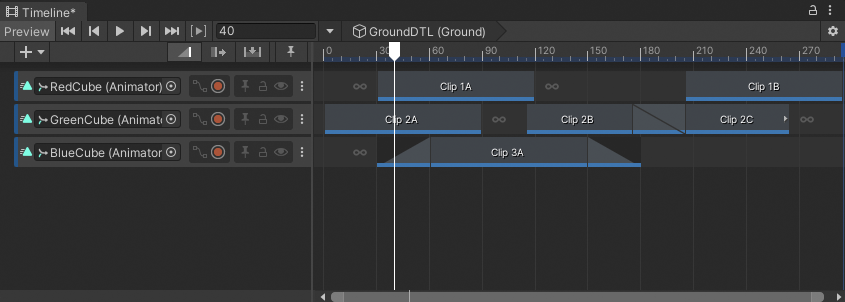 Timeline*
Preview 40 GroundDTL (Ground)
0 30 60 90 120 150 180 210 240 270
RedCube (Animator) Clip 1A Clip 1B
GreenCube (Animat Clip 2A Clip 2B Clip 2C
BlueCube (Animator Clip 3A